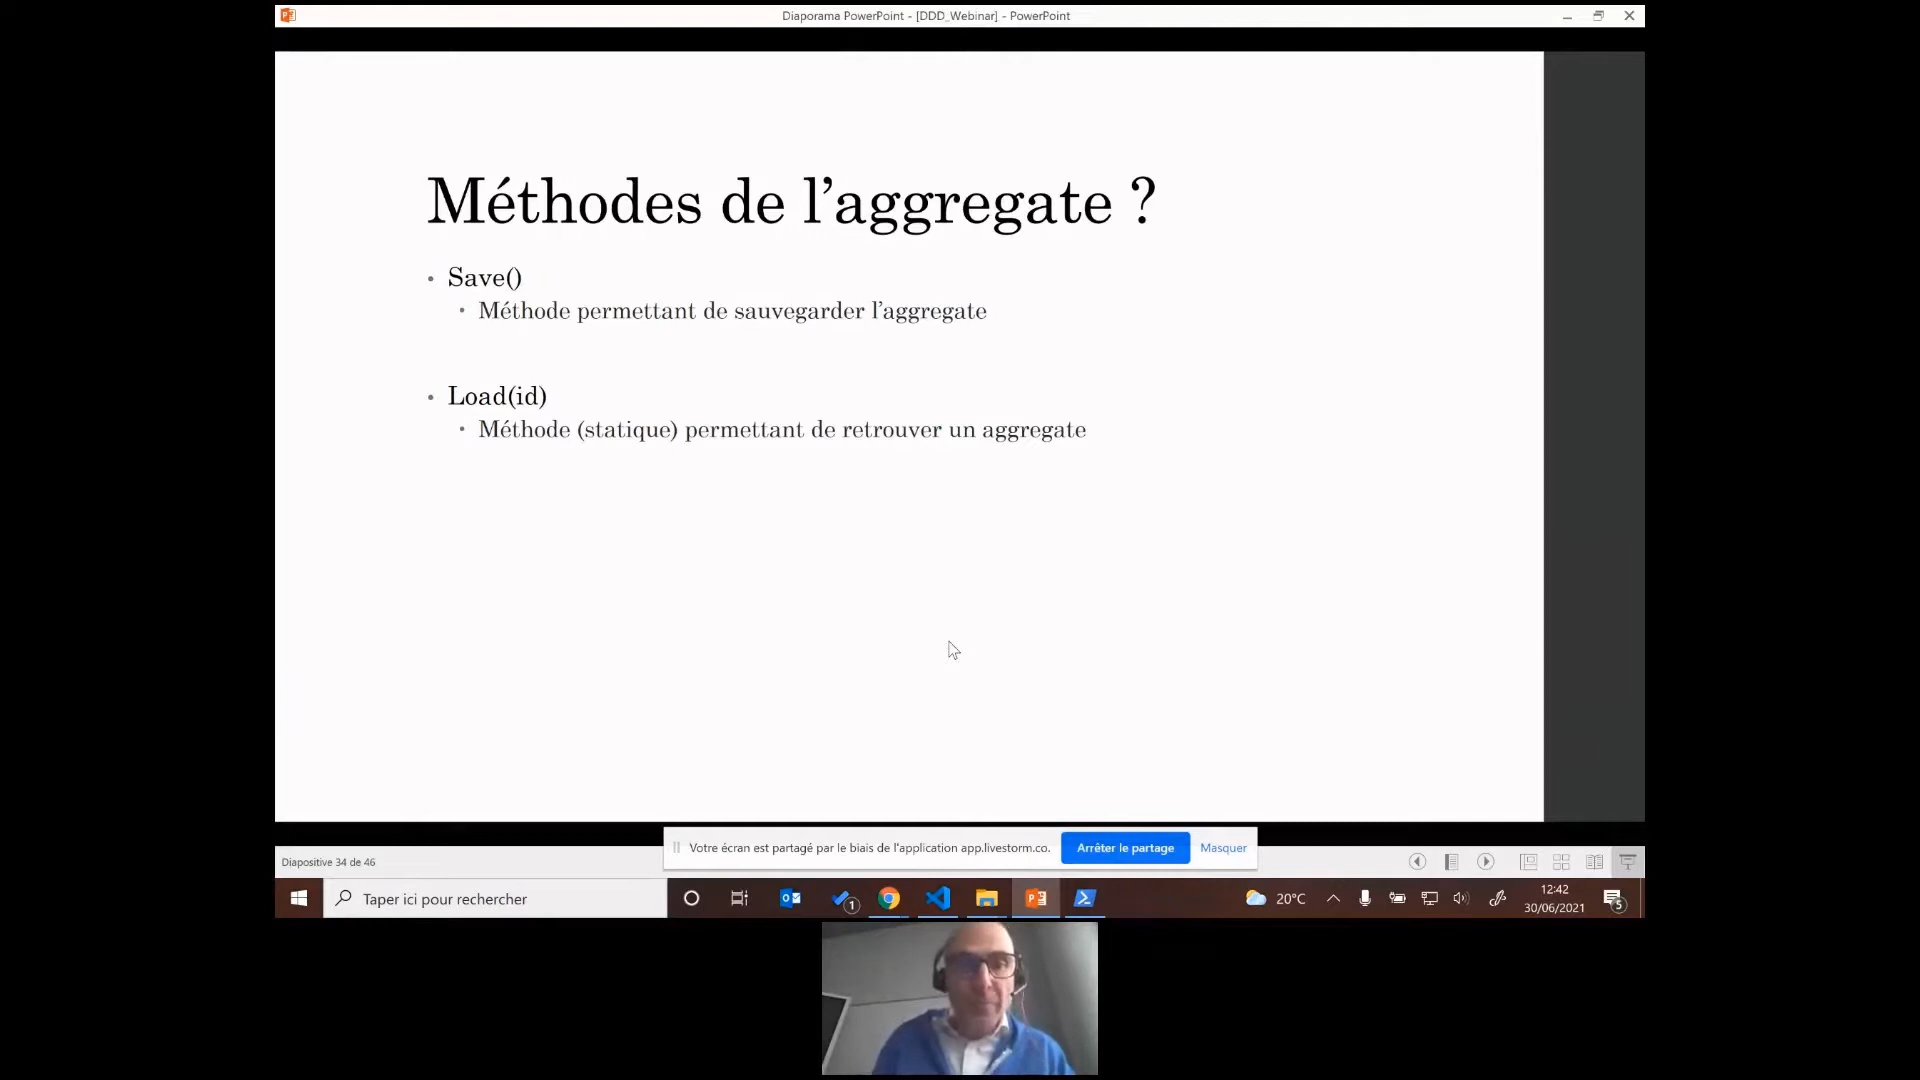 Diaporama PowerPoint - [DDD_Webinar] - PowerPoint
Méthodes de l’aggregate ?
• Save()
• Méthode permettant de sauvegarder l’aggregate
• Load(id)
• Méthode (statique) permettant de retrouver un aggregate
Votre écran est partagé par le biais de l'application app.livestorm.co.
Arrêter le partage
Masquer
Diapositive 34 de 46
Taper ici pour rechercher
1
20°C
12:42
30/06/2021
5